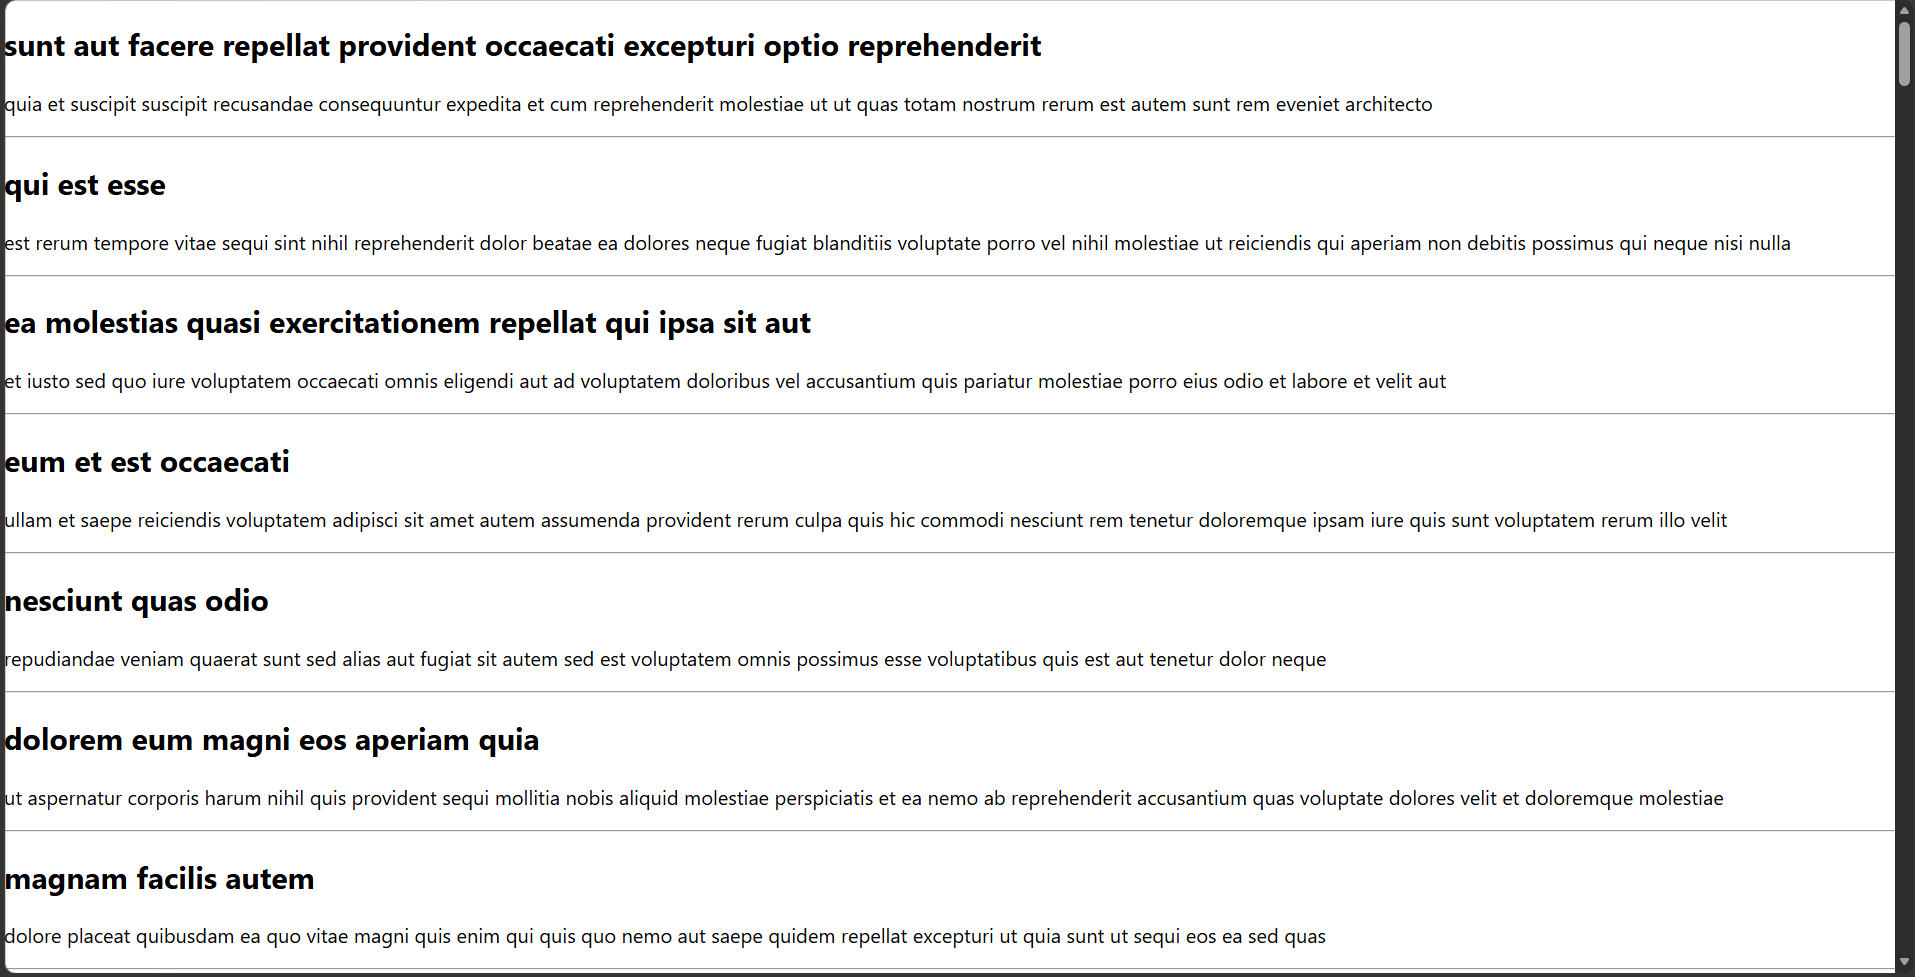 sunt aut facere repellat provident occaecati excepturi optio reprehenderit
quia et suscipit suscipit recusandae consequuntur expedita et cum reprehenderit molestiae ut ut quas totam nostrum rerum est autem sunt rem eveniet architecto
qui est esse
est rerum tempore vitae sequi sint nihil reprehenderit dolor beatae ea dolores neque fugiat blanditiis voluptate porro vel nihil molestiae ut reiciendis qui aperiam non debitis possimus qui neque nisi nulla
ea molestias quasi exercitationem repellat qui ipsa sit aut
et iusto sed quo iure voluptatem occaecati omnis eligendi aut ad voluptatem doloribus vel accusantium quis pariatur molestiae porro eius odio et labore et velit aut
eum et est occaecati
ullam et saepe reiciendis voluptatem adipisci sit amet autem assumenda provident rerum culpa quis hic commodi nesciunt rem tenetur doloremque ipsam iure quis sunt voluptatem rerum illo velit
nesciunt quas odio
repudiandae veniam quaerat sunt sed alias aut fugiat sit autem sed est voluptatem omnis possimus esse voluptatibus quis est aut tenetur dolor neque
dolorem eum magni eos aperiam quia
ut aspernatur corporis harum nihil quis provident sequi mollitia nobis aliquid molestiae perspiciatis et ea nemo ab reprehenderit accusantium quas voluptate dolores velit et doloremque molestiae
magnam facilis autem
dolore placeat quibusdam ea quo vitae magni quis enim qui quis quo nemo aut saepe quidem repellat excepturi ut quia sunt ut sequi eos ea sed quas